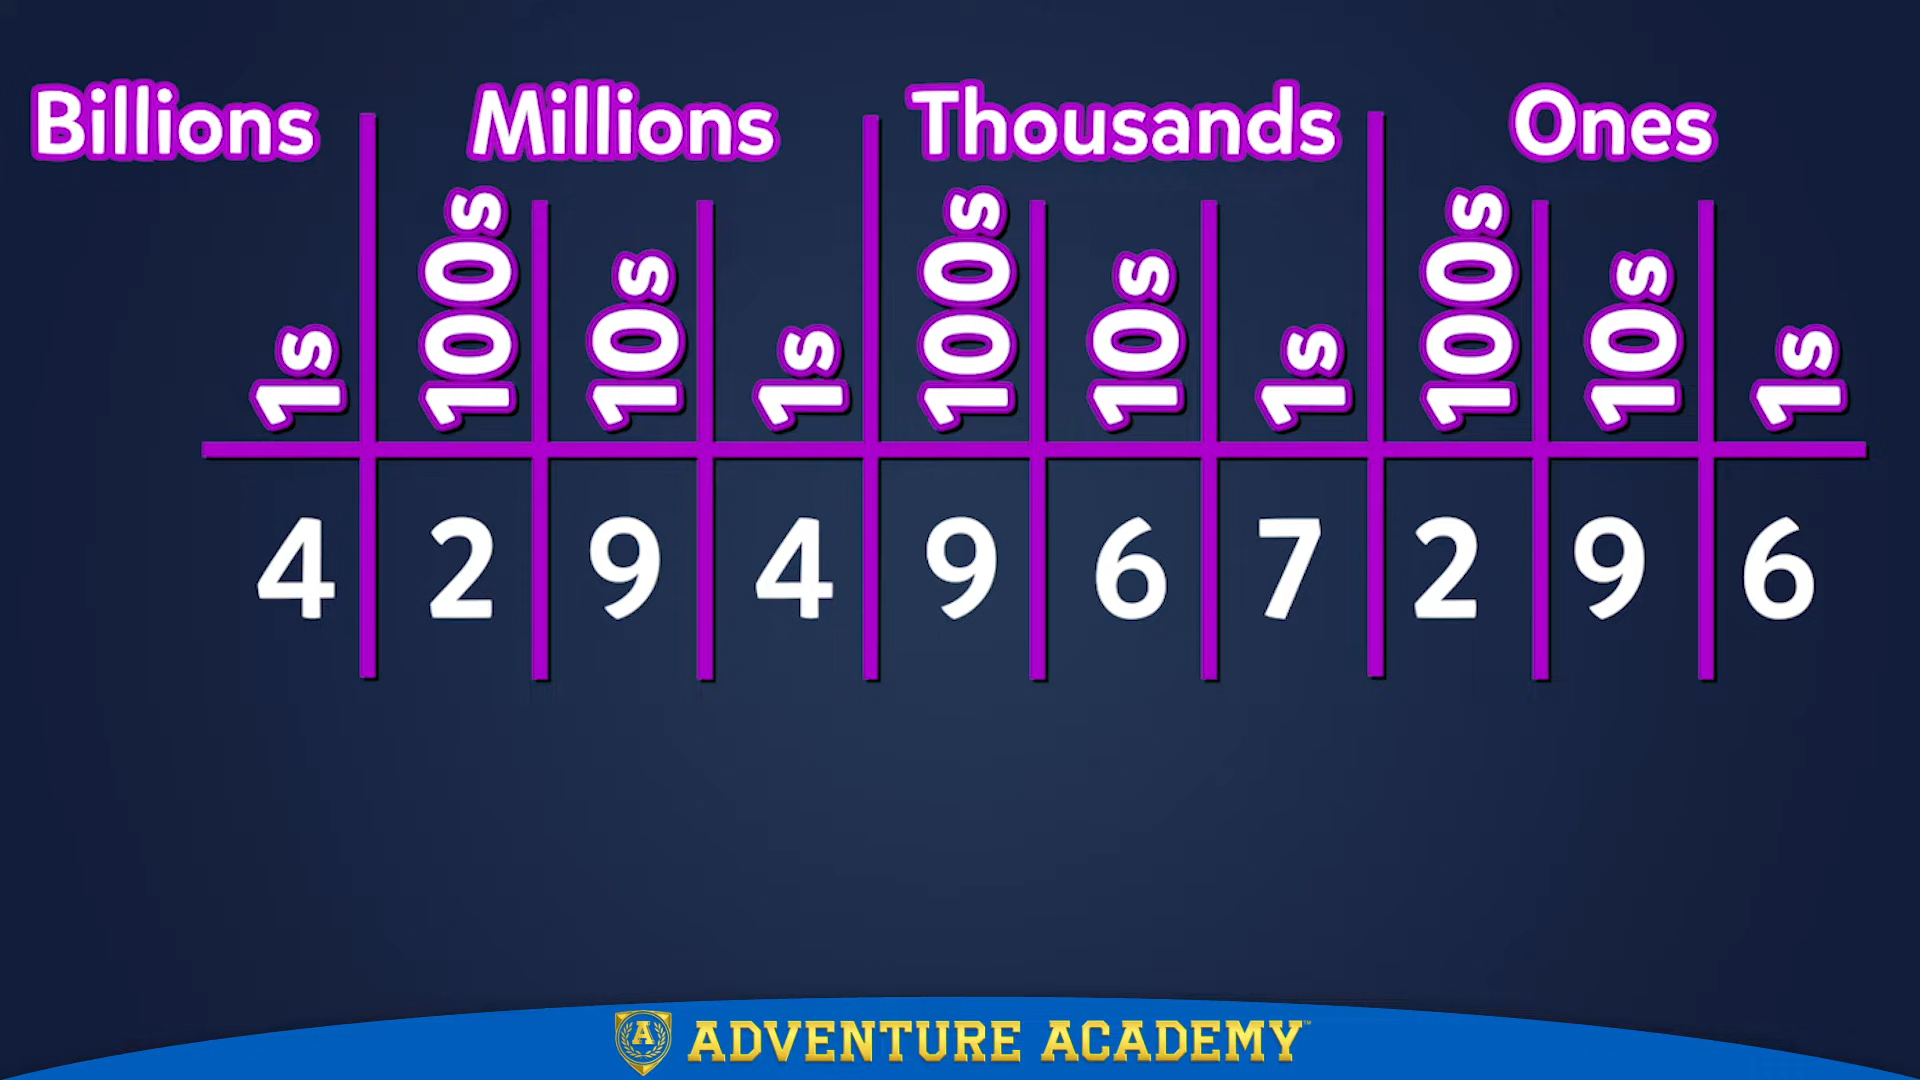 Billions Millions Thousands Ones
1s 100s 10s 1s 100s 10s 1s 100s 10s 1s
4 2 9 4 9 6 7 2 9 6
A ADVENTURE ACADEMY™